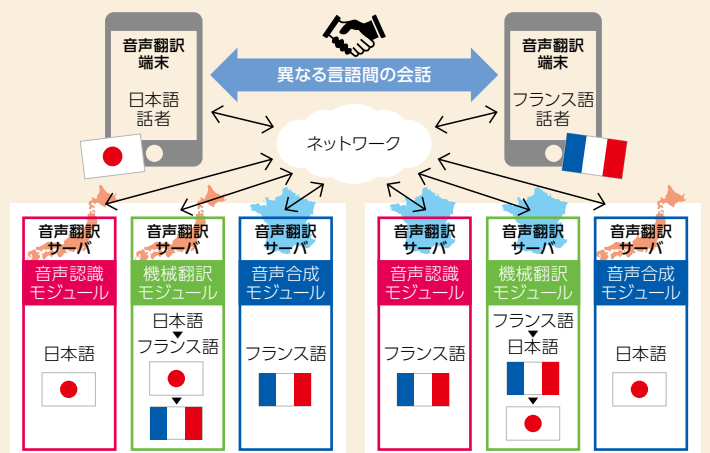 音声翻訳
端末
日本語
話者
異なる言語間の会話
音声翻訳
端末
フランス語
話者
ネットワーク
音声翻訳
サーバ
音声認識
モジュール
日本語
音声翻訳
サーバ
機械翻訳
モジュール
日本語
フランス語
音声翻訳
サーバ
音声合成
モジュール
フランス語
音声翻訳
サーバ
音声認識
モジュール
フランス語
音声翻訳
サーバ
機械翻訳
モジュール
フランス語
日本語
音声翻訳
サーバ
音声合成
モジュール
日本語